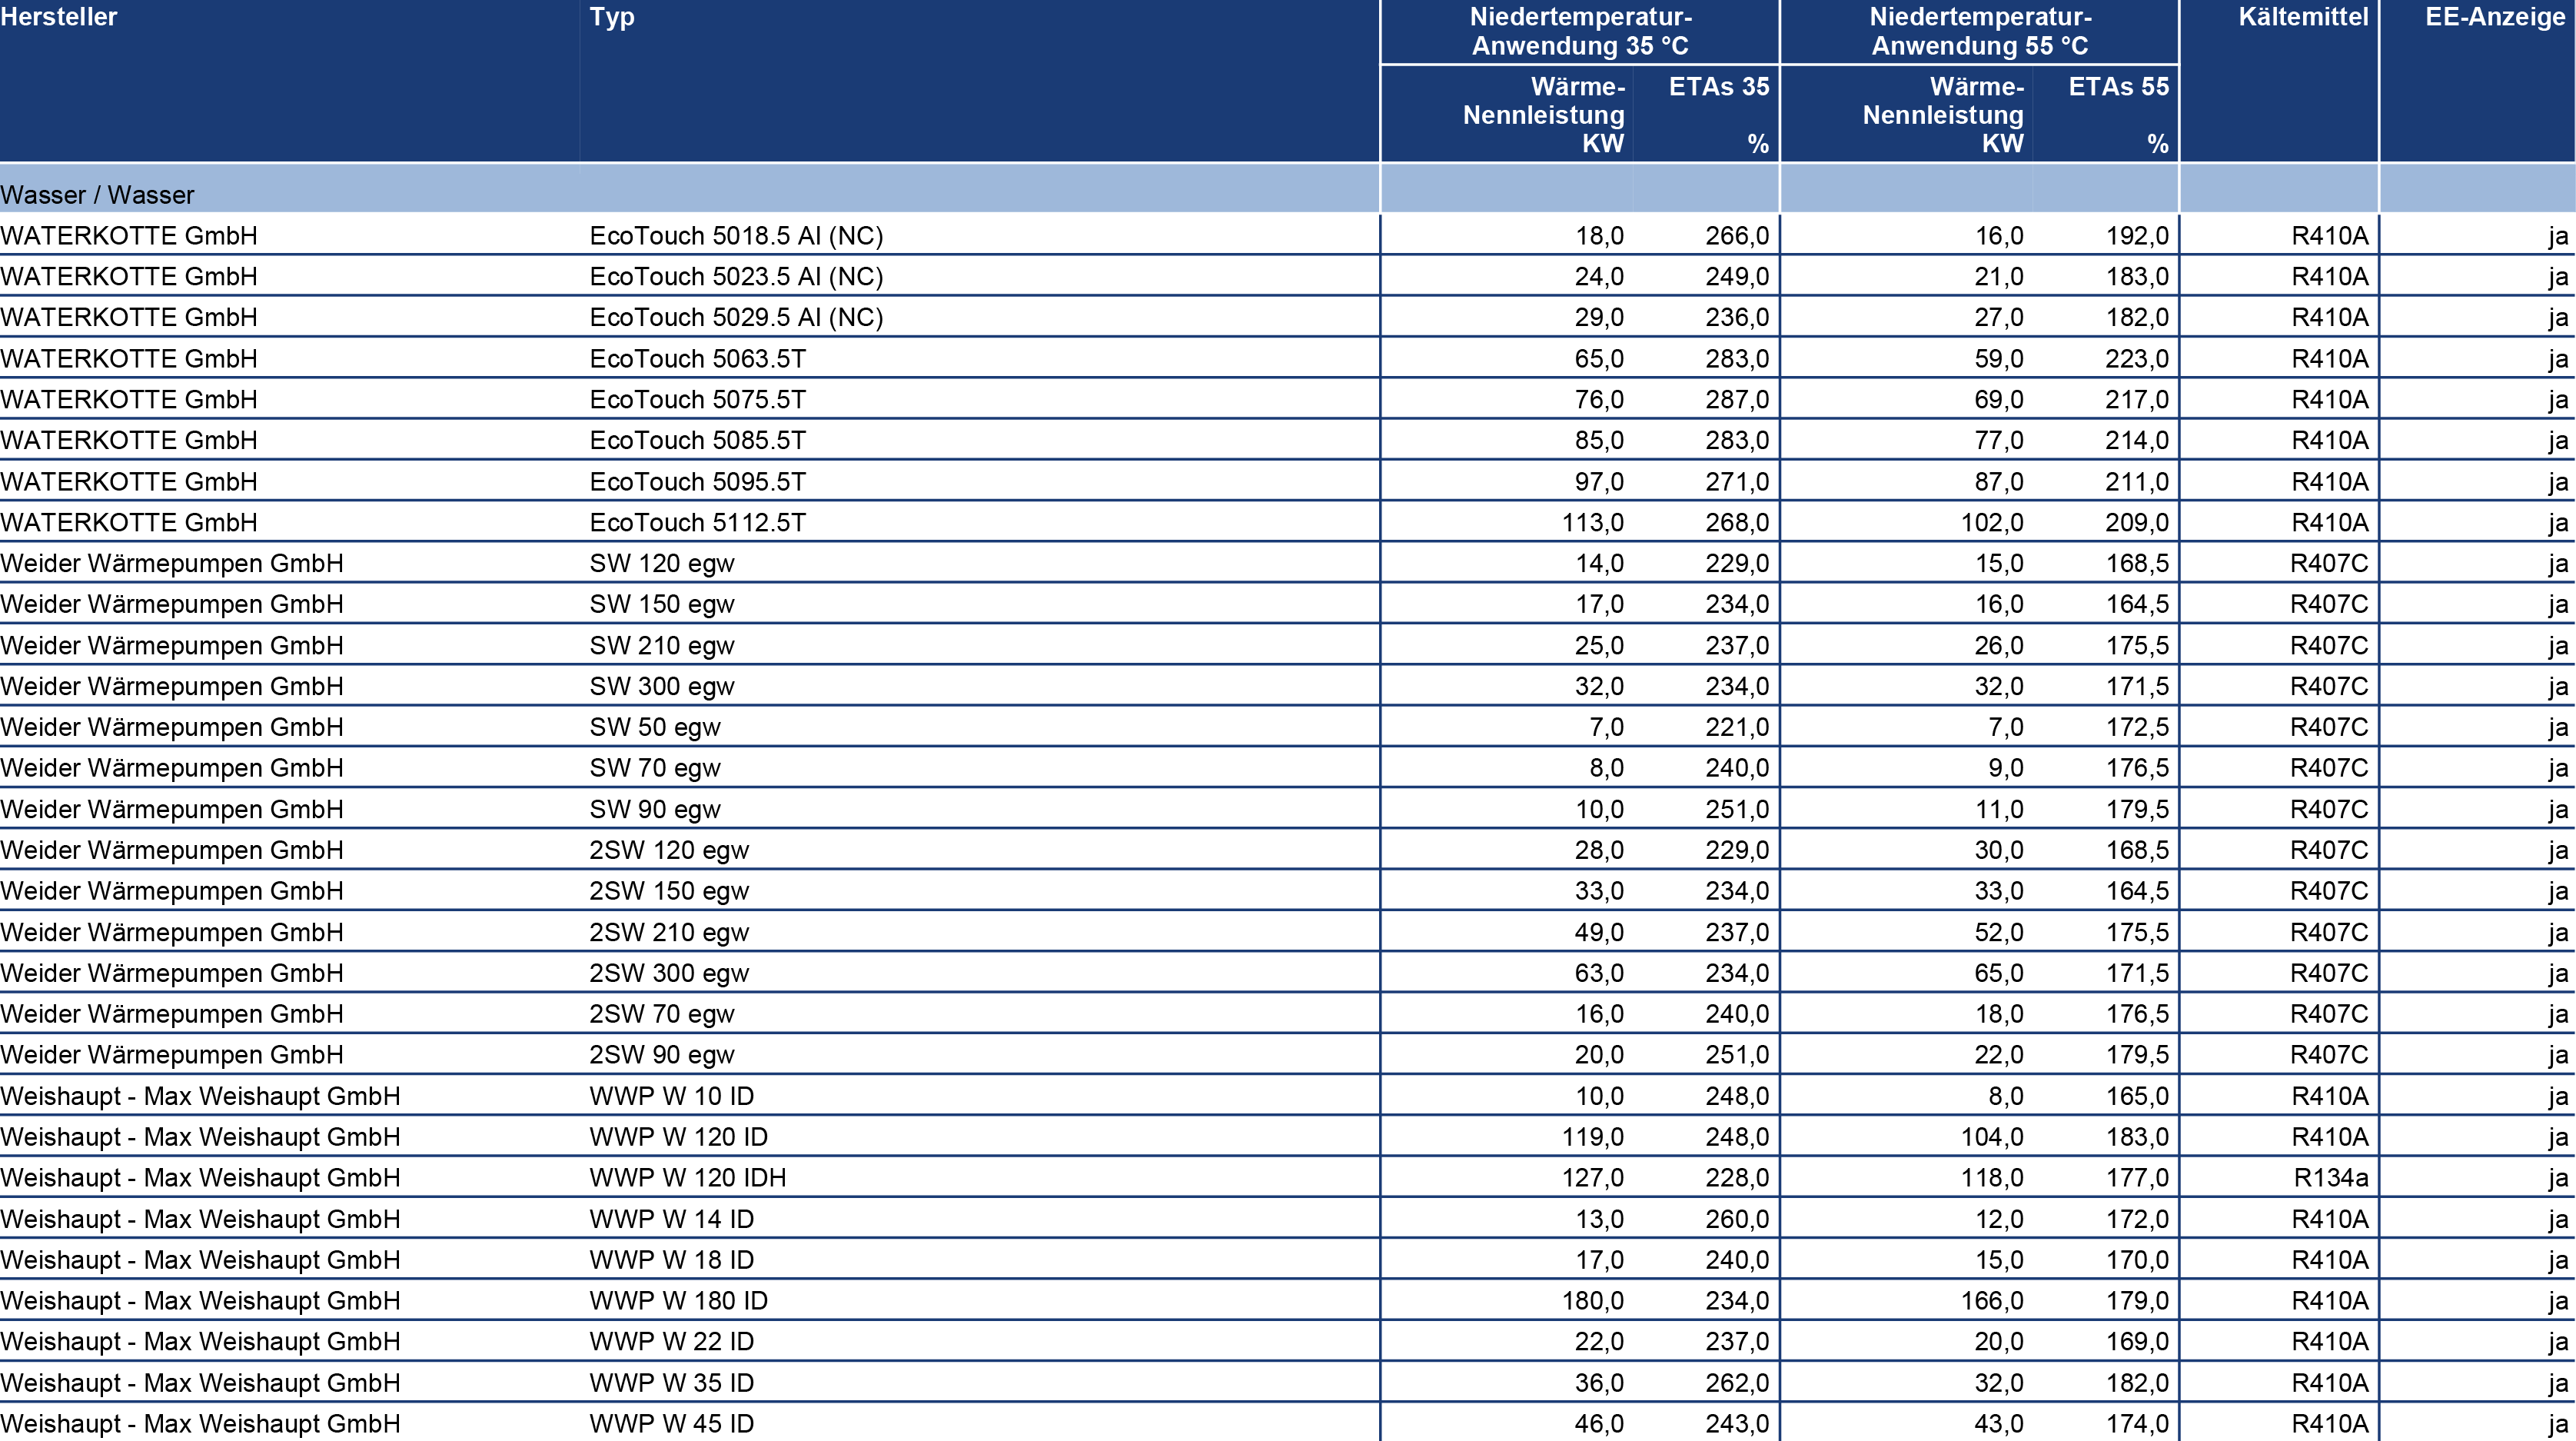 Hersteller Typ Niedertemperatur- Niedertemperatur- Kältemittel EE-Anzeige
Anwendung 35 °C Anwendung 55 °C
Wärme- ETAs 35 Wärme- ETAs 55
Nennleistung Nennleistung
KW % KW %
Wasser / Wasser
WATERKOTTE GmbH EcoTouch 5018.5 AI (NC) 18,0 266,0 16,0 192,0 R410A ja
WATERKOTTE GmbH EcoTouch 5023.5 AI (NC) 24,0 249,0 21,0 183,0 R410A ja
WATERKOTTE GmbH EcoTouch 5029.5 AI (NC) 29,0 236,0 27,0 182,0 R410A ja
WATERKOTTE GmbH EcoTouch 5063.5T 65,0 283,0 59,0 223,0 R410A ja
WATERKOTTE GmbH EcoTouch 5075.5T 76,0 287,0 69,0 217,0 R410A ja
WATERKOTTE GmbH EcoTouch 5085.5T 85,0 283,0 77,0 214,0 R410A ja
WATERKOTTE GmbH EcoTouch 5095.5T 97,0 271,0 87,0 211,0 R410A ja
WATERKOTTE GmbH EcoTouch 5112.5T 113,0 268,0 102,0 209,0 R410A ja
Weider Wärmepumpen GmbH SW 120 egw 14,0 229,0 15,0 168,5 R407C ja
Weider Wärmepumpen GmbH SW 150 egw 17,0 234,0 16,0 164,5 R407C ja
Weider Wärmepumpen GmbH SW 210 egw 25,0 237,0 26,0 175,5 R407C ja
Weider Wärmepumpen GmbH SW 300 egw 32,0 234,0 32,0 171,5 R407C ja
Weider Wärmepumpen GmbH SW 50 egw 7,0 221,0 7,0 172,5 R407C ja
Weider Wärmepumpen GmbH SW 70 egw 8,0 240,0 9,0 176,5 R407C ja
Weider Wärmepumpen GmbH SW 90 egw 10,0 251,0 11,0 179,5 R407C ja
Weider Wärmepumpen GmbH 2SW 120 egw 28,0 229,0 30,0 168,5 R407C ja
Weider Wärmepumpen GmbH 2SW 150 egw 33,0 234,0 33,0 164,5 R407C ja
Weider Wärmepumpen GmbH 2SW 210 egw 49,0 237,0 52,0 175,5 R407C ja
Weider Wärmepumpen GmbH 2SW 300 egw 63,0 234,0 65,0 171,5 R407C ja
Weider Wärmepumpen GmbH 2SW 70 egw 16,0 240,0 18,0 176,5 R407C ja
Weider Wärmepumpen GmbH 2SW 90 egw 20,0 251,0 22,0 179,5 R407C ja
Weishaupt - Max Weishaupt GmbH WWP W 10 ID 10,0 248,0 8,0 165,0 R410A ja
Weishaupt - Max Weishaupt GmbH WWP W 120 ID 119,0 248,0 104,0 183,0 R410A ja
Weishaupt - Max Weishaupt GmbH WWP W 120 IDH 127,0 228,0 118,0 177,0 R134a ja
Weishaupt - Max Weishaupt GmbH WWP W 14 ID 13,0 260,0 12,0 172,0 R410A ja
Weishaupt - Max Weishaupt GmbH WWP W 18 ID 17,0 240,0 15,0 170,0 R410A ja
Weishaupt - Max Weishaupt GmbH WWP W 180 ID 180,0 234,0 166,0 179,0 R410A ja
Weishaupt - Max Weishaupt GmbH WWP W 22 ID 22,0 237,0 20,0 169,0 R410A ja
Weishaupt - Max Weishaupt GmbH WWP W 35 ID 36,0 262,0 32,0 182,0 R410A ja
Weishaupt - Max Weishaupt GmbH WWP W 45 ID 46,0 243,0 43,0 174,0 R410A ja